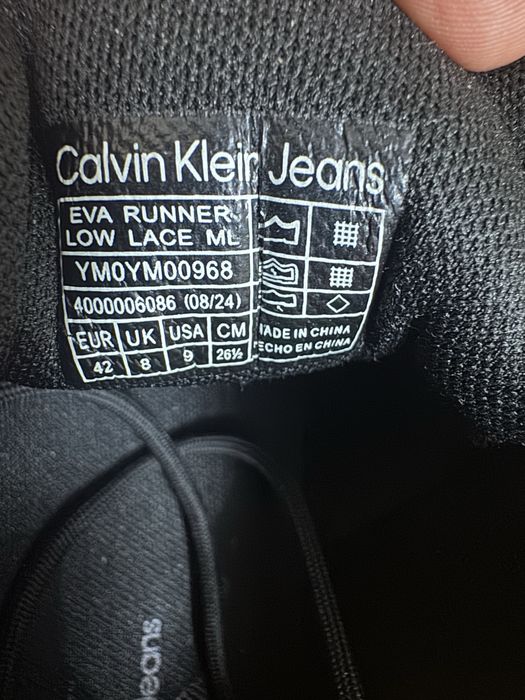 Calvin Klein Jeans
EVA RUNNER
LOW LACE ML
YM0YM00968
4000006086 (08/24)
EUR UK USA CM
42 8 9 26½
MADE IN CHINA
HECHO EN CHINA
Jeans